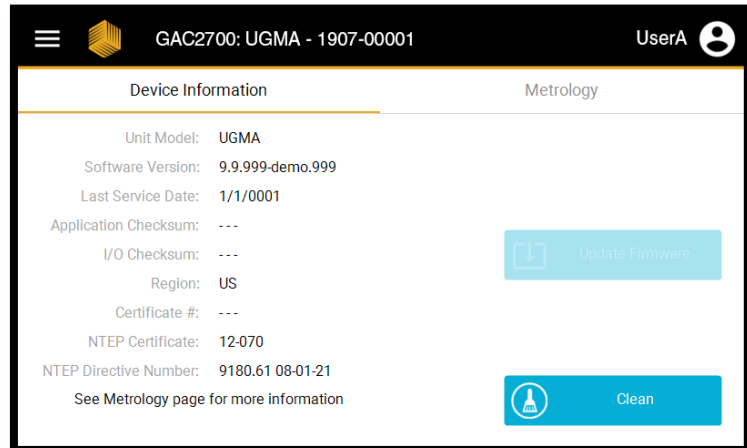 GAC2700: UGMA - 1907-00001
UserA
Device Information
Metrology
Unit Model: UGMA
Software Version: 9.9.999-demo.999
Last Service Date: 1/1/0001
Application Checksum: ---
I/O Checksum: ---
Update Firmware
Region: US
Certificate #: ---
NTEP Certificate: 12-070
NTEP Directive Number: 9180.61 08-01-21
See Metrology page for more information
Clean